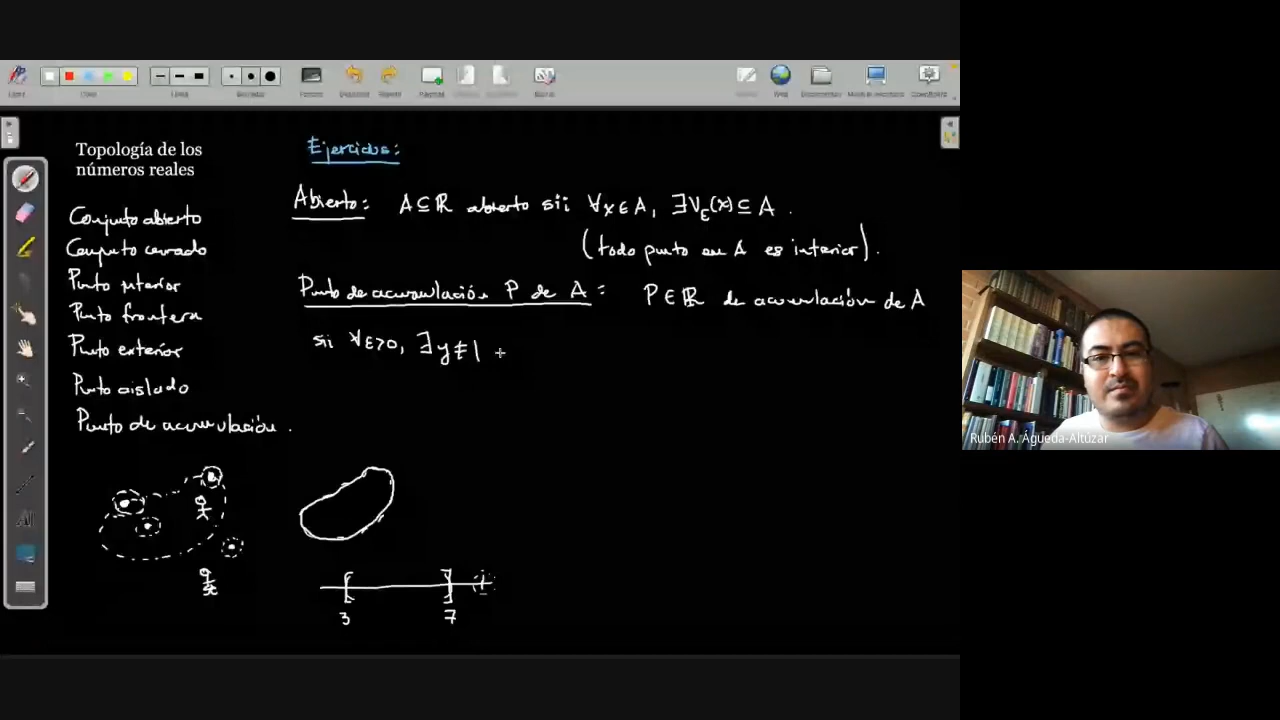 Topología de los
números reales
Conjunto abierto
Conjunto cerrado
Punto interior
Punto frontera
Punto exterior
Punto aislado
Punto de acumulación.
Ejercicios:
Abierto: A⊆ℝ abierto sii ∀x∈A, ∃V_ε(x)⊆A.
(todo punto en A es interior).
Punto de acumulación P de A: P∈ℝ de acumulación de A
si ∀ε>0, ∃y
3
7
Rubén A. Águeda-Altúzar